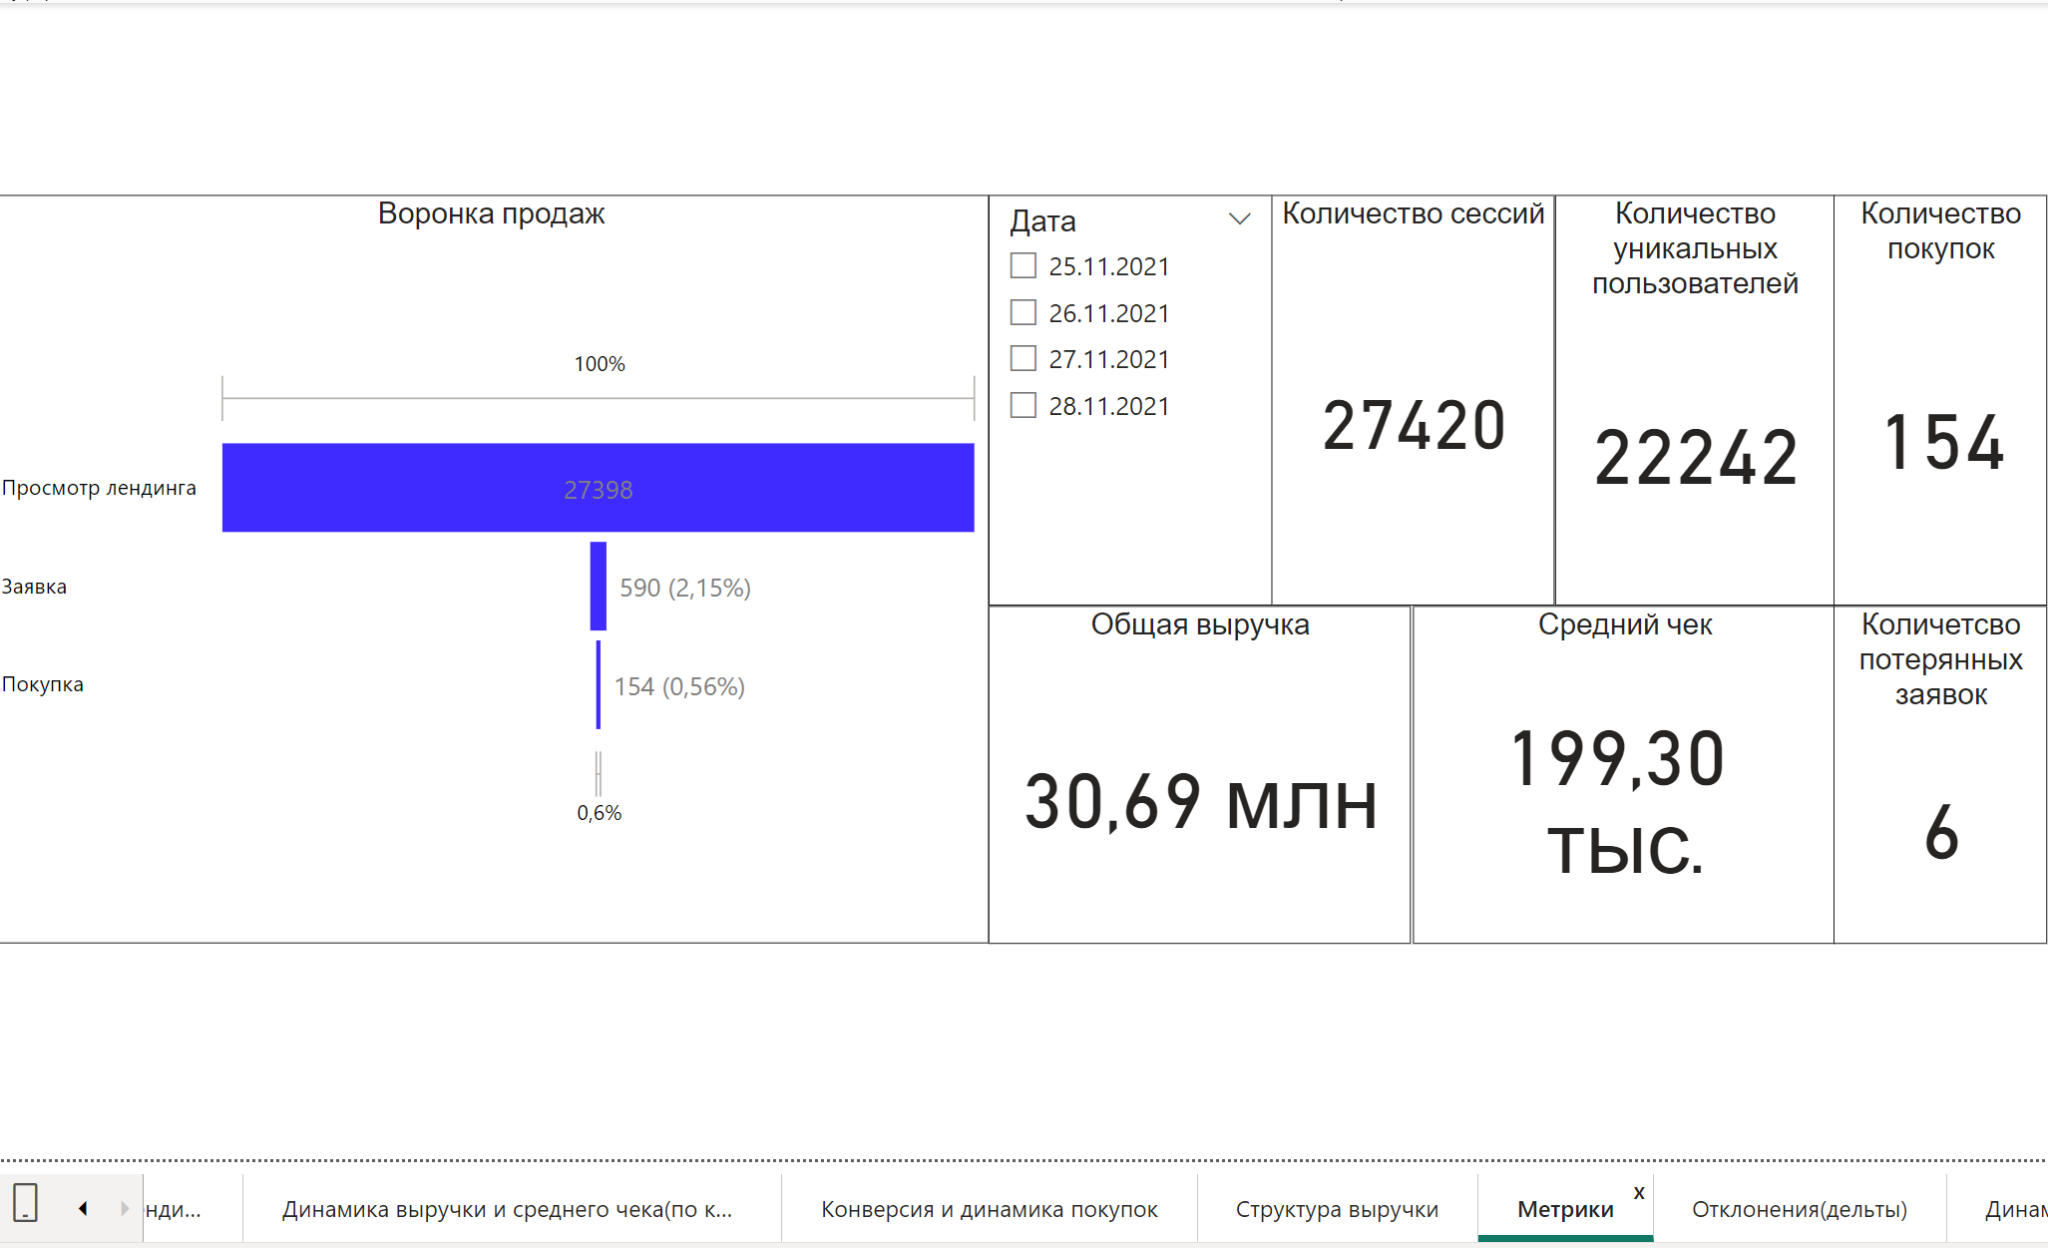 Воронка продаж
100%
Просмотр лендинга
27398
Заявка
590 (2,15%)
Покупка
154 (0,56%)
0,6%
Дата
25.11.2021
26.11.2021
27.11.2021
28.11.2021
Количество сессий
27420
Количество
уникальных
пользователей
22242
Количество
покупок
154
Общая выручка
30,69 млн
Средний чек
199,30
тыс.
Количетсво
потерянных
заявок
6
нди...
Динамика выручки и среднего чека(по к...
Конверсия и динамика покупок
Структура выручки
Метрики
x
Отклонения(дельты)
Динам